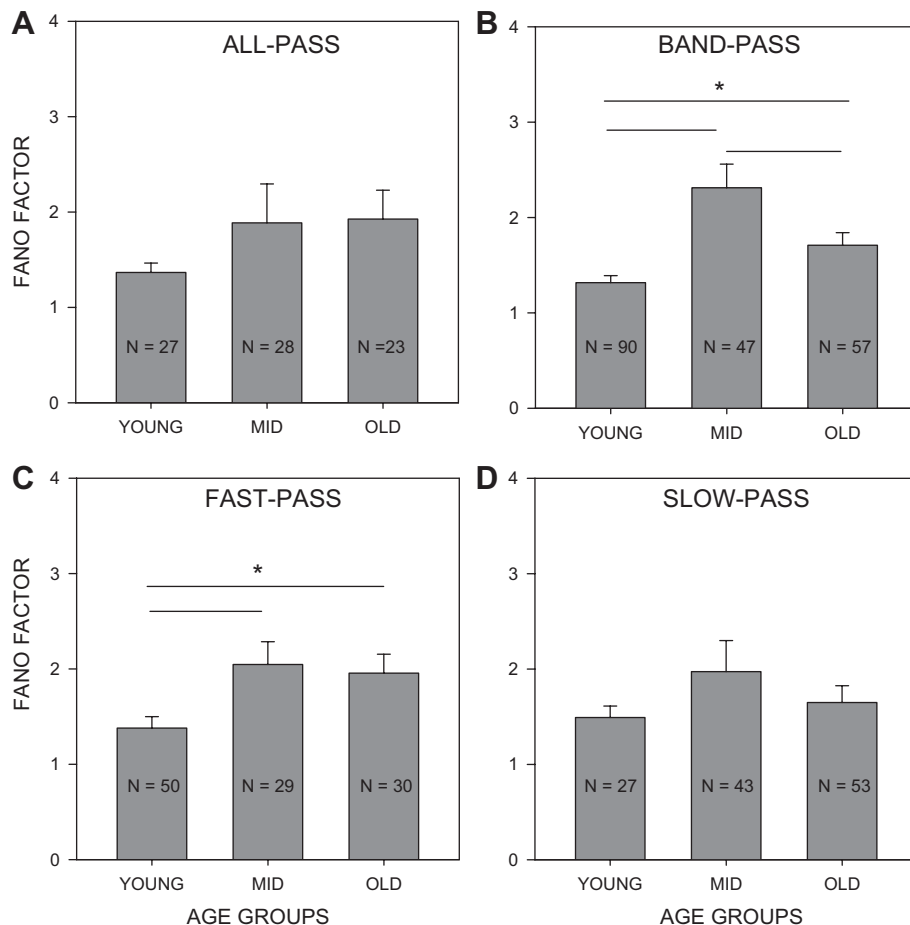 A
ALL-PASS
4
3
2
1
0
FANO FACTOR
N = 27
N = 28
N =23
YOUNG
MID
OLD
B
BAND-PASS
4
3
2
1
0
*
N = 90
N = 47
N = 57
YOUNG
MID
OLD
C
FAST-PASS
4
3
2
1
0
FANO FACTOR
*
N = 50
N = 29
N = 30
YOUNG
MID
OLD
AGE GROUPS
D
SLOW-PASS
4
3
2
1
0
N = 27
N = 43
N = 53
YOUNG
MID
OLD
AGE GROUPS